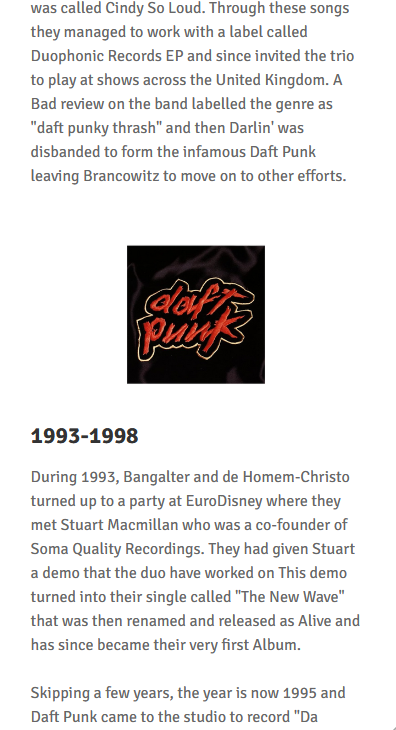 was called Cindy So Loud. Through these songs
they managed to work with a label called
Duophonic Records EP and since invited the trio
to play at shows across the United Kingdom. A
Bad review on the band labelled the genre as
"daft punky thrash" and then Darlin' was
disbanded to form the infamous Daft Punk
leaving Brancowitz to move on to other efforts.
daft
punk
1993-1998
During 1993, Bangalter and de Homem-Christo
turned up to a party at EuroDisney where they
met Stuart Macmillan who was a co-founder of
Soma Quality Recordings. They had given Stuart
a demo that the duo have worked on This demo
turned into their single called "The New Wave"
that was then renamed and released as Alive and
has since became their very first Album.
Skipping a few years, the year is now 1995 and
Daft Punk came to the studio to record "Da